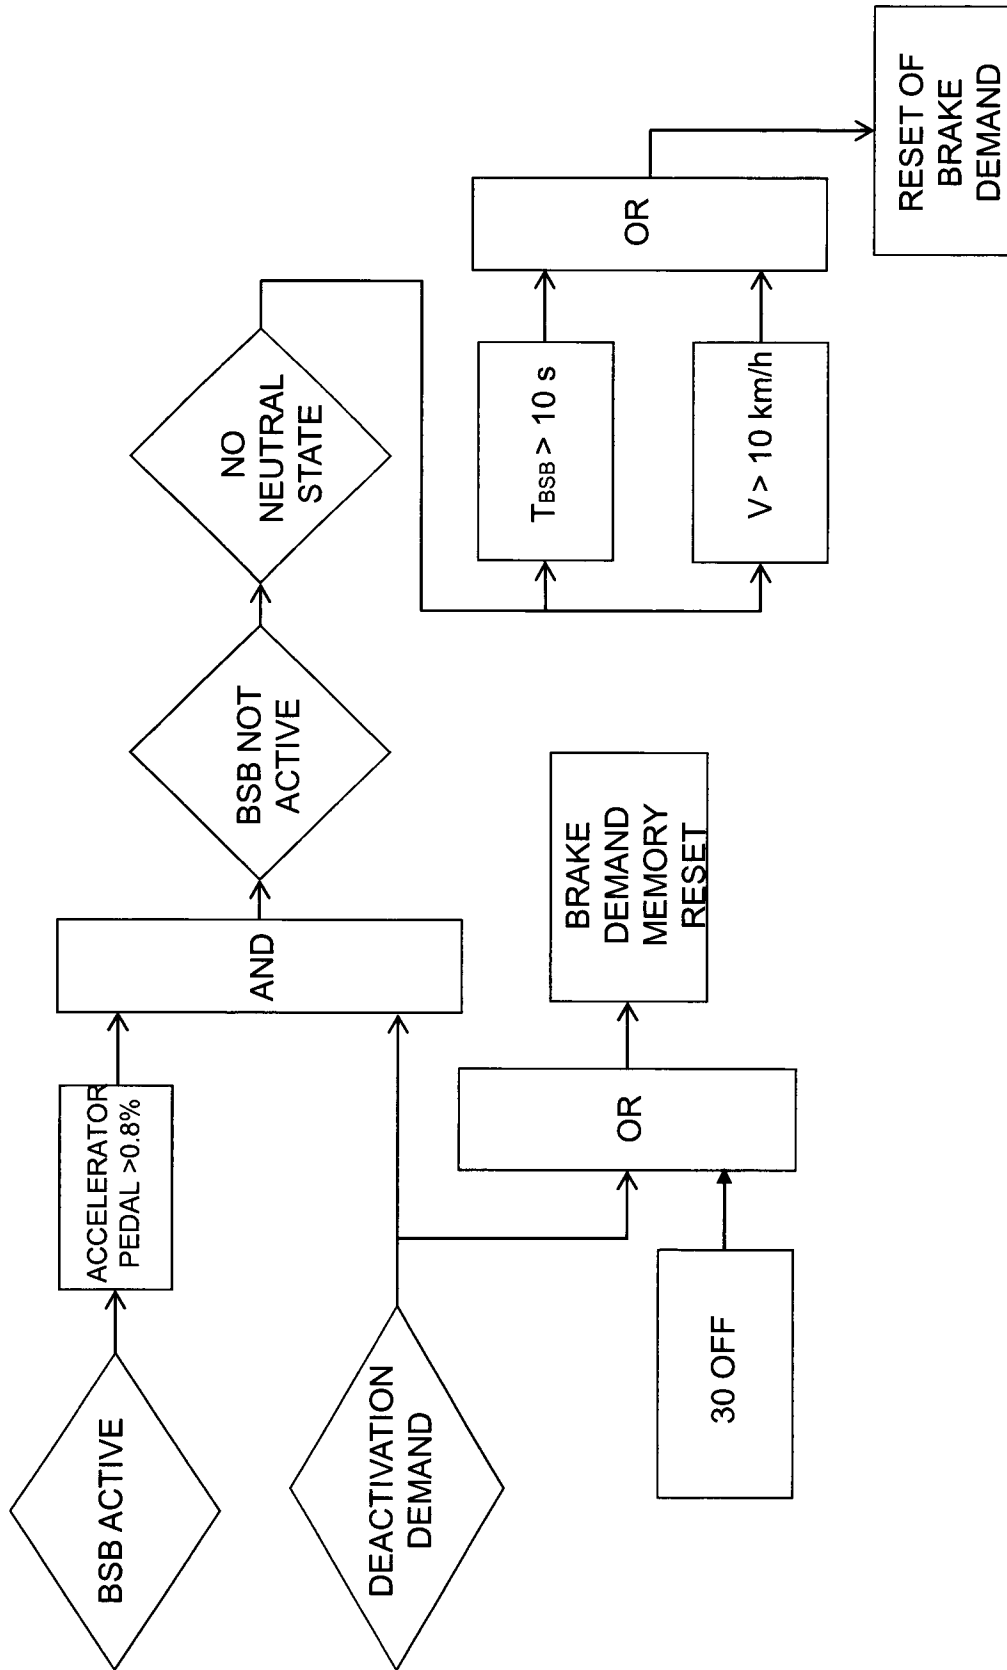 BSB ACTIVE
ACCELERATOR
PEDAL >0.8%
AND
BSB NOT
ACTIVE
NO
NEUTRAL
STATE
DEACTIVATION
DEMAND
30 OFF
OR
BRAKE
DEMAND
MEMORY
RESET
TBSB > 10 s
V > 10 km/h
OR
RESET OF
BRAKE
DEMAND